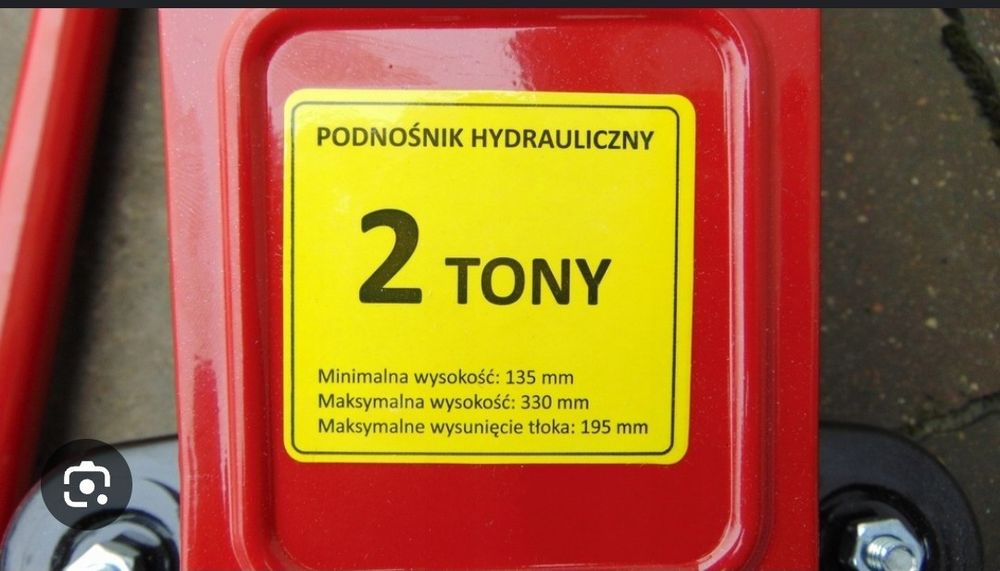 PODNOŚNIK HYDRAULICZNY
2 TONY
Minimalna wysokość: 135 mm
Maksymalna wysokość: 330 mm
Maksymalne wysunięcie tłoka: 195 mm